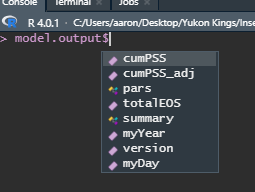 Console Terminal Jobs
R 4.0.1 · C:/Users/aaron/Desktop/Yukon Kings/Inse
> model.output$
cumPSS
cumPSS_adj
pars
totalEOS
summary
myYear
version
myDay